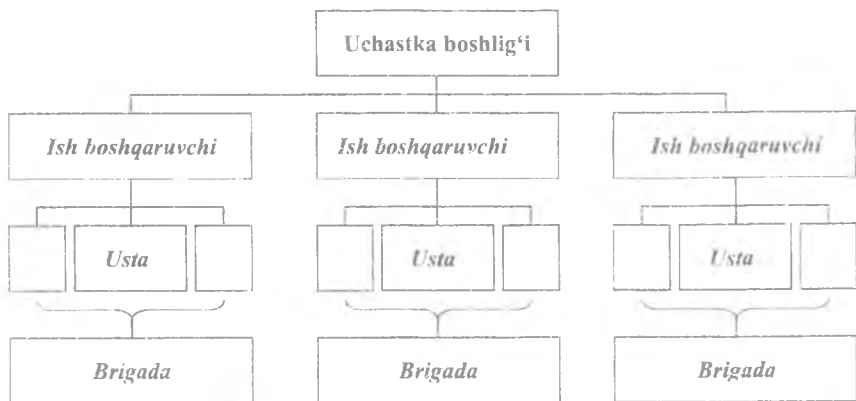 Uchastka boshlig‘i
Ish boshqaruvchi
Ish boshqaruvchi
Ish boshqaruvchi
Usta
Usta
Usta
Brigada
Brigada
Brigada